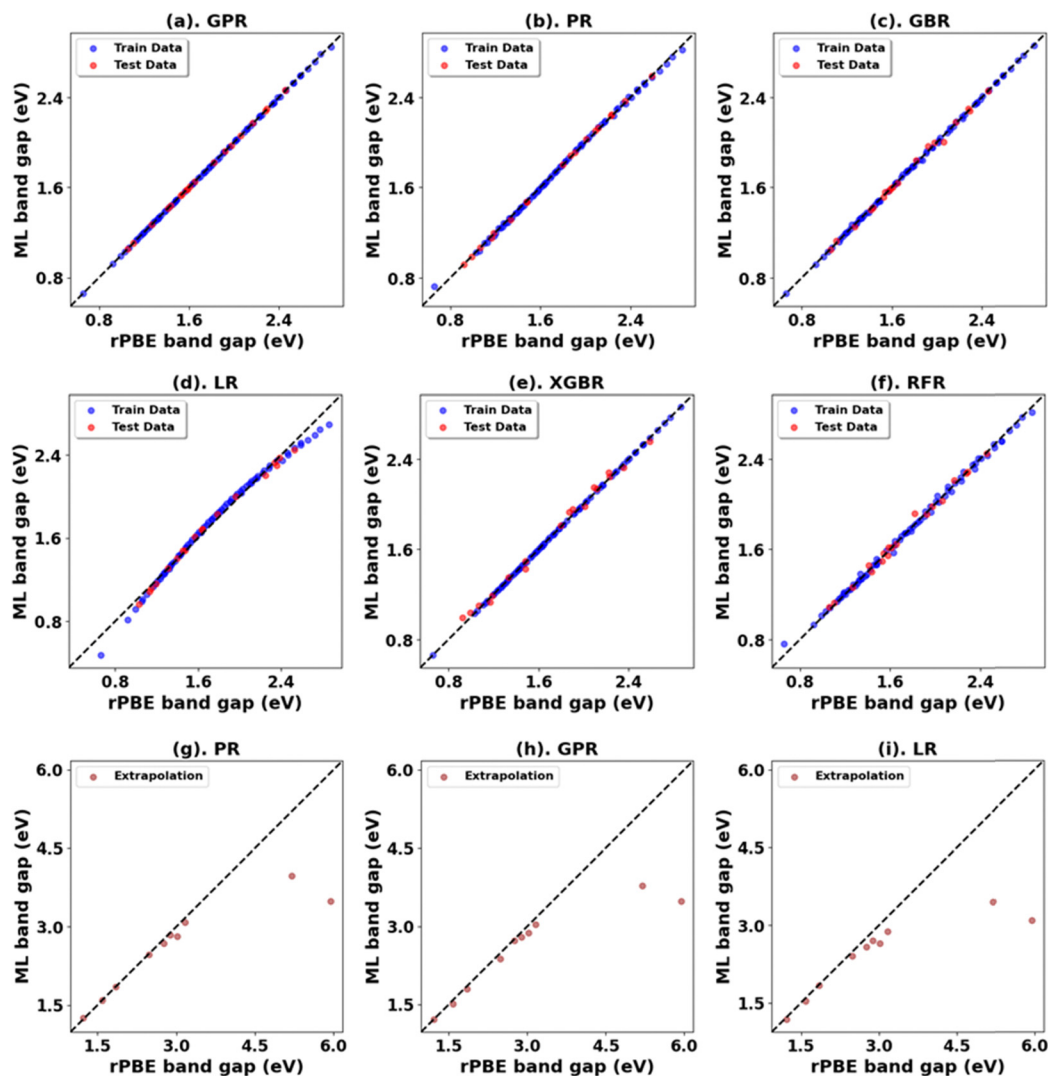 (a). GPR
Train Data
Test Data
ML band gap (eV)
2.4
1.6
0.8
0.8 1.6 2.4
rPBE band gap (eV)
(b). PR
Train Data
Test Data
ML band gap (eV)
2.4
1.6
0.8
0.8 1.6 2.4
rPBE band gap (eV)
(c). GBR
Train Data
Test Data
ML band gap (eV)
2.4
1.6
0.8
0.8 1.6 2.4
rPBE band gap (eV)
(d). LR
Train Data
Test Data
ML band gap (eV)
2.4
1.6
0.8
0.8 1.6 2.4
rPBE band gap (eV)
(e). XGBR
Train Data
Test Data
ML band gap (eV)
2.4
1.6
0.8
0.8 1.6 2.4
rPBE band gap (eV)
(f). RFR
Train Data
Test Data
ML band gap (eV)
2.4
1.6
0.8
0.8 1.6 2.4
rPBE band gap (eV)
(g). PR
Extrapolation
ML band gap (eV)
6.0
4.5
3.0
1.5
1.5 3.0 4.5 6.0
rPBE band gap (eV)
(h). GPR
Extrapolation
ML band gap (eV)
6.0
4.5
3.0
1.5
1.5 3.0 4.5 6.0
rPBE band gap (eV)
(i). LR
Extrapolation
ML band gap (eV)
6.0
4.5
3.0
1.5
1.5 3.0 4.5 6.0
rPBE band gap (eV)